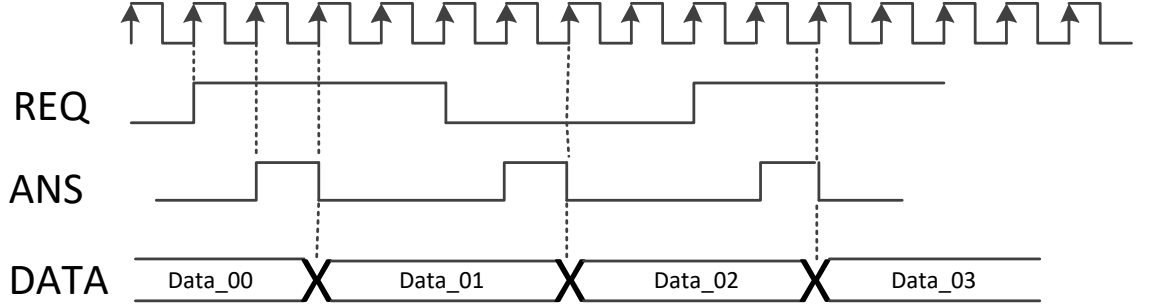 REQ
ANS
DATA
Data_00 Data_01 Data_02 Data_03